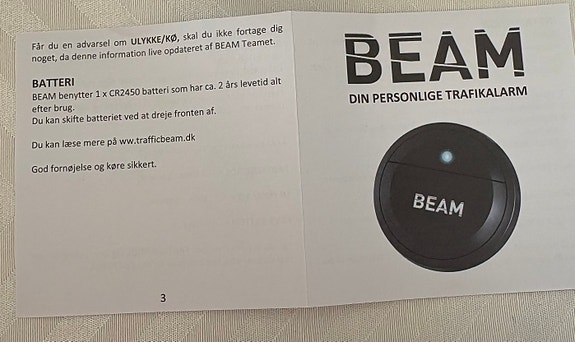 Får du en advarsel om ULYKKE/KØ, skal du ikke fortage dig
noget, da denne information live opdateret af BEAM Teamet.
BATTERI
BEAM benytter 1 x CR2450 batteri som har ca. 2 års levetid alt
efter brug.
Du kan skifte batteriet ved at dreje fronten af.
Du kan læse mere på ww.trafficbeam.dk
God fornøjelse og køre sikkert.
3
BEAM
DIN PERSONLIGE TRAFIKALARM
BEAM